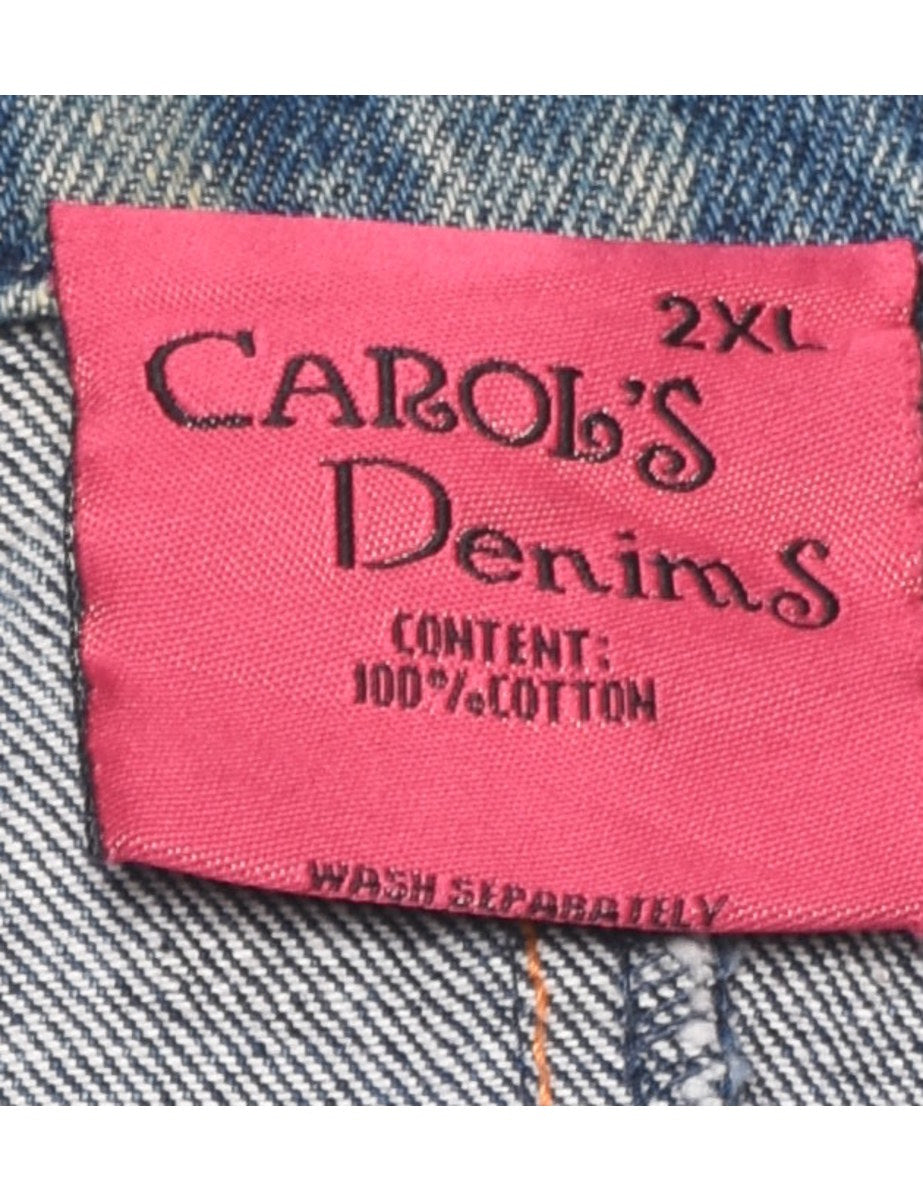 2XL
CAROL'S
DenimS
CONTENT:
100%COTTON
WASH SEPARATELY